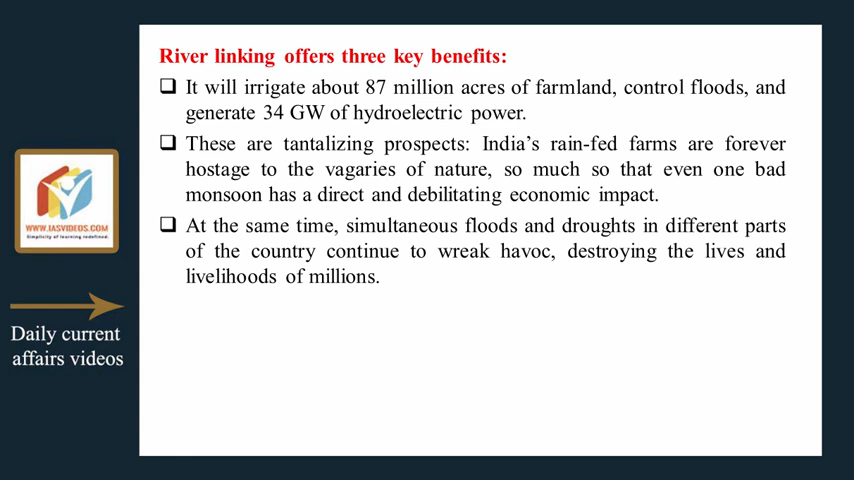 River linking offers three key benefits:
It will irrigate about 87 million acres of farmland, control floods, and
generate 34 GW of hydroelectric power.
These are tantalizing prospects: India's rain-fed farms are forever
hostage to the vagaries of nature, so much so that even one bad
monsoon has a direct and debilitating economic impact.
At the same time, simultaneous floods and droughts in different parts
of the country continue to wreak havoc, destroying the lives and
livelihoods of millions.
WWW.IASVIDEOS.COM
Simplicity of learning redefined.
Daily current
affairs videos